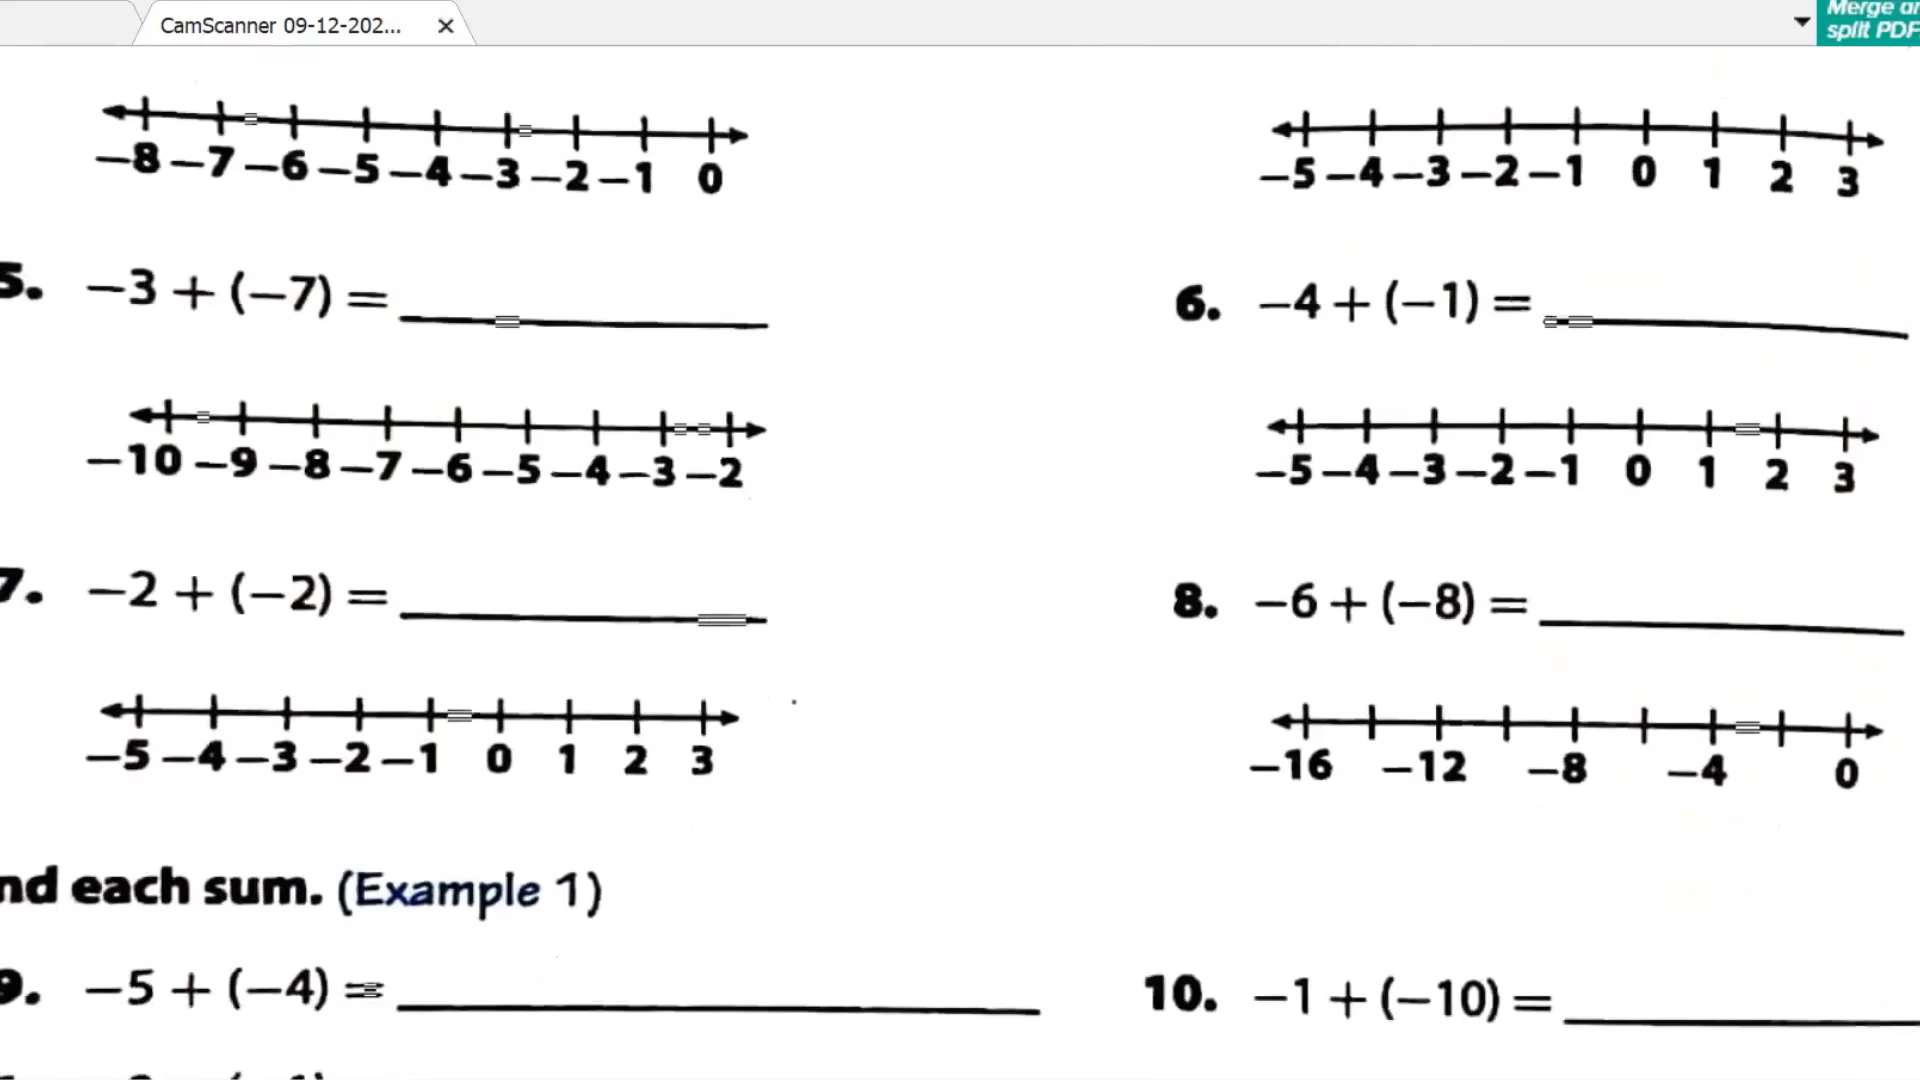 CamScanner 09-12-202...
Merge
split PDF
−8 −7 −6 −5 −4 −3 −2 −1 0
−5 −4 −3 −2 −1 0 1 2 3
5. −3 + (−7) =
6. −4 + (−1) =
−10 −9 −8 −7 −6 −5 −4 −3 −2
−5 −4 −3 −2 −1 0 1 2 3
7. −2 + (−2) =
8. −6 + (−8) =
−5 −4 −3 −2 −1 0 1 2 3
−16 −12 −8 −4 0
nd each sum. (Example 1)
9. −5 + (−4) =
10. −1 + (−10) =